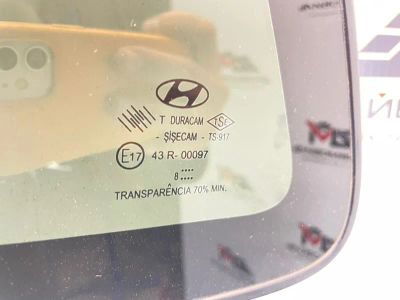 T DURACAM TSE
- ŞİŞECAM - TS-917
E17 43 R-00097
8 ::::
TRANSPARÊNCIA 70% MIN.